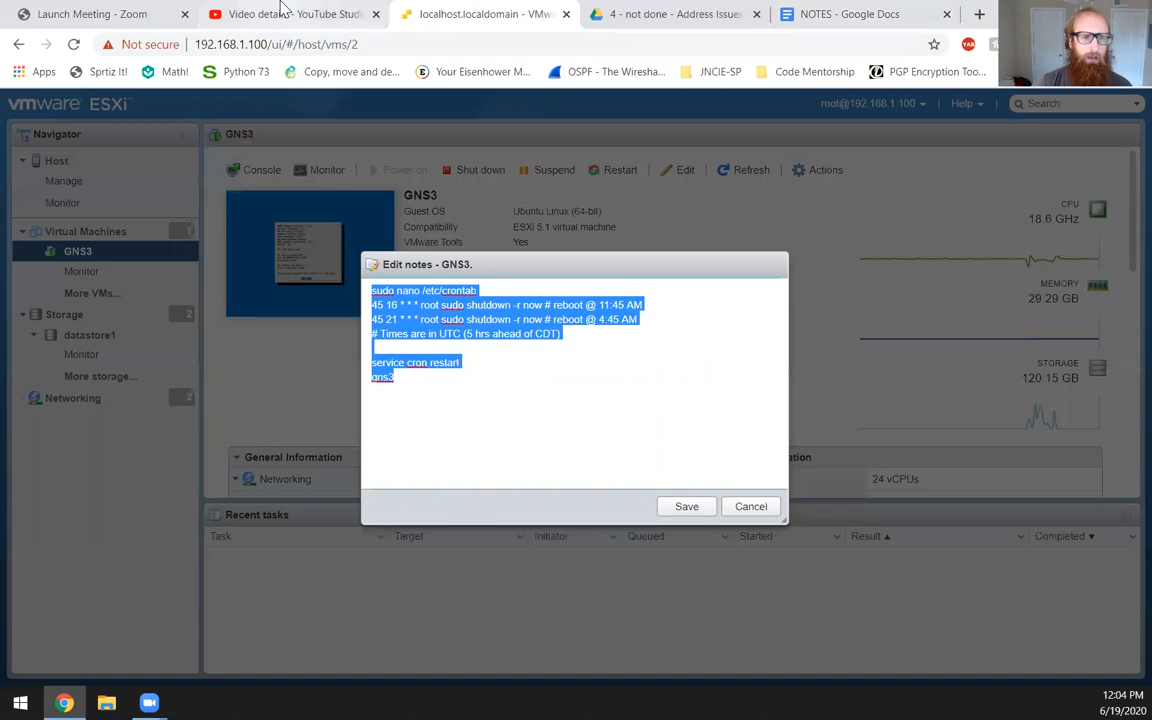 Launch Meeting - Zoom
Video details - YouTube Studi
localhost.localdomain - VMw
4 - not done - Address Issues
NOTES - Google Docs
Not secure
192.168.1.100/ui/#/host/vms/2
YAB
Apps
Sprtiz It!
Math!
Python 73
Copy, move and de...
Your Eisenhower M...
OSPF - The Wiresha...
JNCIE-SP
Code Mentorship
PGP Encryption Too...
vmware ESXi
root@192.168.1.100
Help
Search
Navigator
GNS3
Host
Manage
Monitor
Virtual Machines 1
GNS3
Monitor
More VMs...
Storage 2
datastore1
Monitor
More storage...
Networking 2
Console
Monitor
Power on
Shut down
Suspend
Restart
Edit
Refresh
Actions
GNS3
Guest OS Ubuntu Linux (64-bit)
Compatibility ESXi 5.1 virtual machine
VMware Tools Yes
CPU
18.6 GHz
MEMORY
29.29 GB
STORAGE
120.15 GB
Edit notes - GNS3.
sudo nano /etc/crontab
45 16 * * * root sudo shutdown -r now # reboot @ 11:45 AM
45 21 * * * root sudo shutdown -r now # reboot @ 4:45 AM
# Times are in UTC (5 hrs ahead of CDT)
service cron restart
gns3
Save
Cancel
General Information
Networking
24 vCPUs
Recent tasks
Task
Target
Initiator
Queued
Started
Result
Completed
12:04 PM
6/19/2020